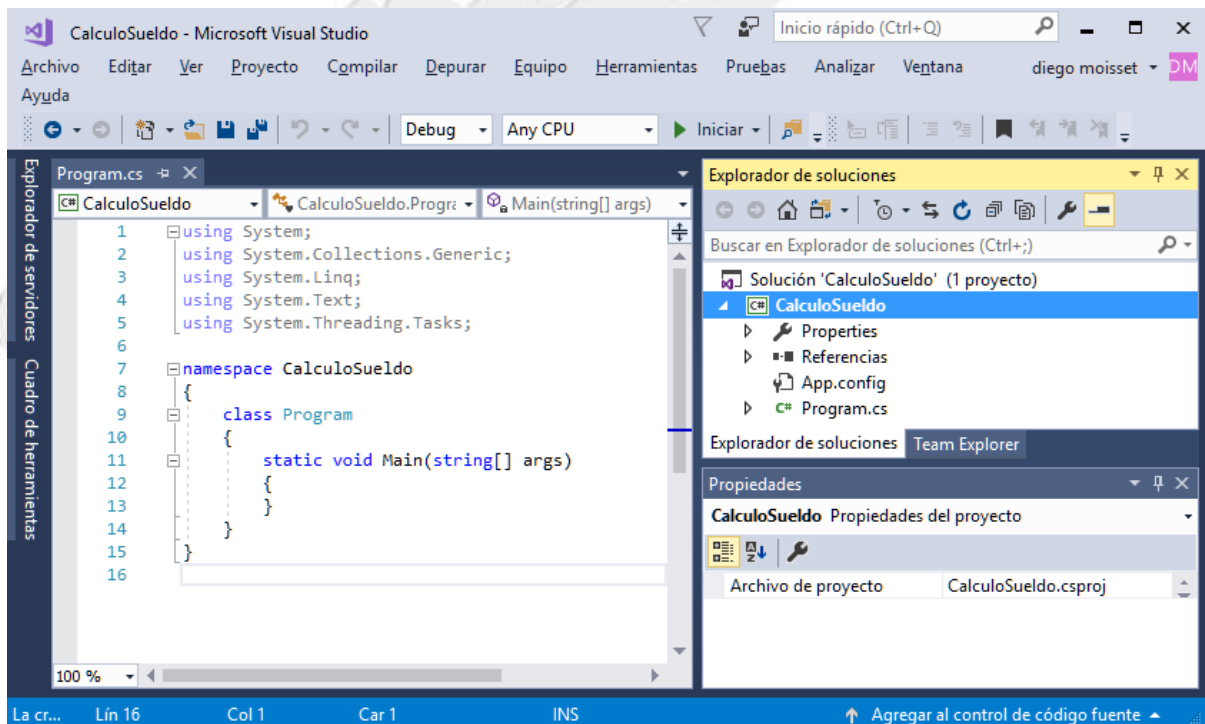 CalculoSueldo - Microsoft Visual Studio
Inicio rápido (Ctrl+Q)
Archivo Editar Ver Proyecto Compilar Depurar Equipo Herramientas Pruebas Analizar Ventana diego moisset DM
Ayuda
Debug Any CPU Iniciar
Explorador de servidores
Cuadro de herramientas
Program.cs
C# CalculoSueldo CalculoSueldo.Progra Main(string[] args)
1 using System;
2 using System.Collections.Generic;
3 using System.Linq;
4 using System.Text;
5 using System.Threading.Tasks;
6
7 namespace CalculoSueldo
8 {
9 class Program
10 {
11 static void Main(string[] args)
12 {
13 }
14 }
15 }
16
100 %
Explorador de soluciones
Buscar en Explorador de soluciones (Ctrl+;)
Solución 'CalculoSueldo' (1 proyecto)
C# CalculoSueldo
Properties
Referencias
App.config
C# Program.cs
Explorador de soluciones Team Explorer
Propiedades
CalculoSueldo Propiedades del proyecto
Archivo de proyecto CalculoSueldo.csproj
La cr... Lín 16 Col 1 Car 1 INS Agregar al control de código fuente